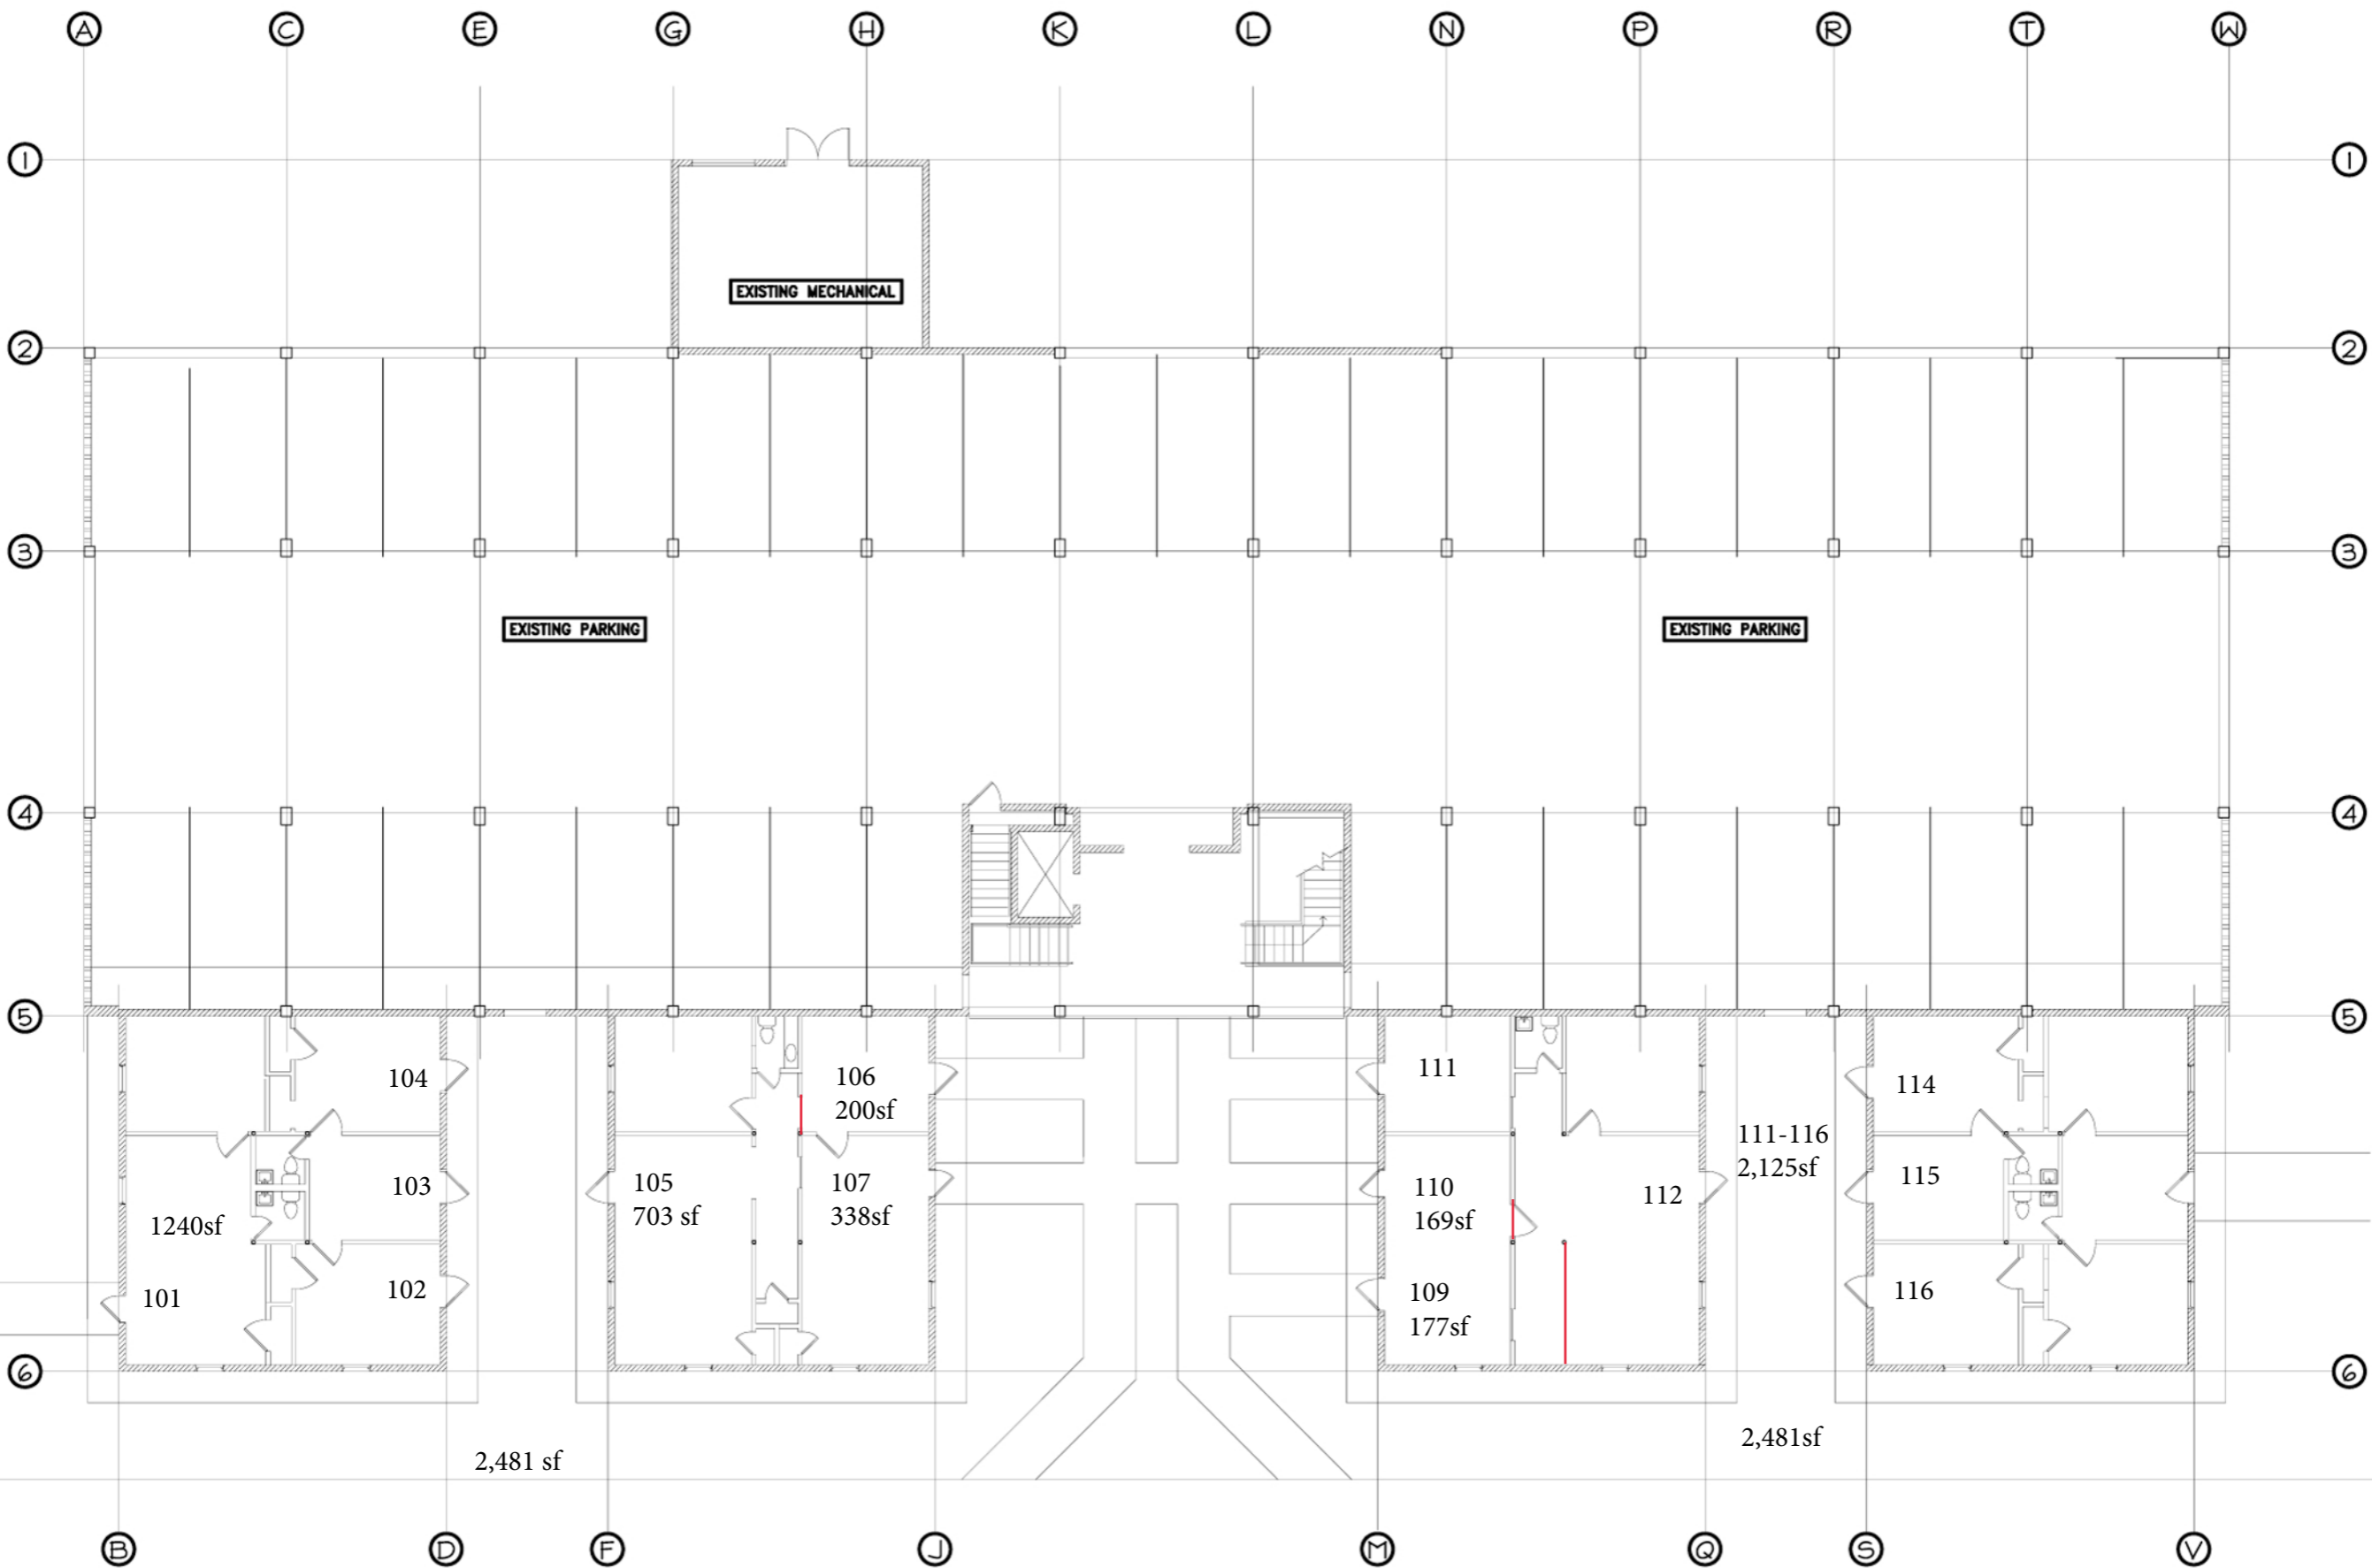 A C E G H K L N P R T W
1 1
EXISTING MECHANICAL
2 2
3 3
EXISTING PARKING EXISTING PARKING
4 4
5 5
104
103
1240sf
101
102
106
200sf
105
703 sf
107
338sf
111
110
169sf
112
109
177sf
111-116
2,125sf
114
115
116
6 6
2,481 sf
2,481sf
B D F J M Q S V